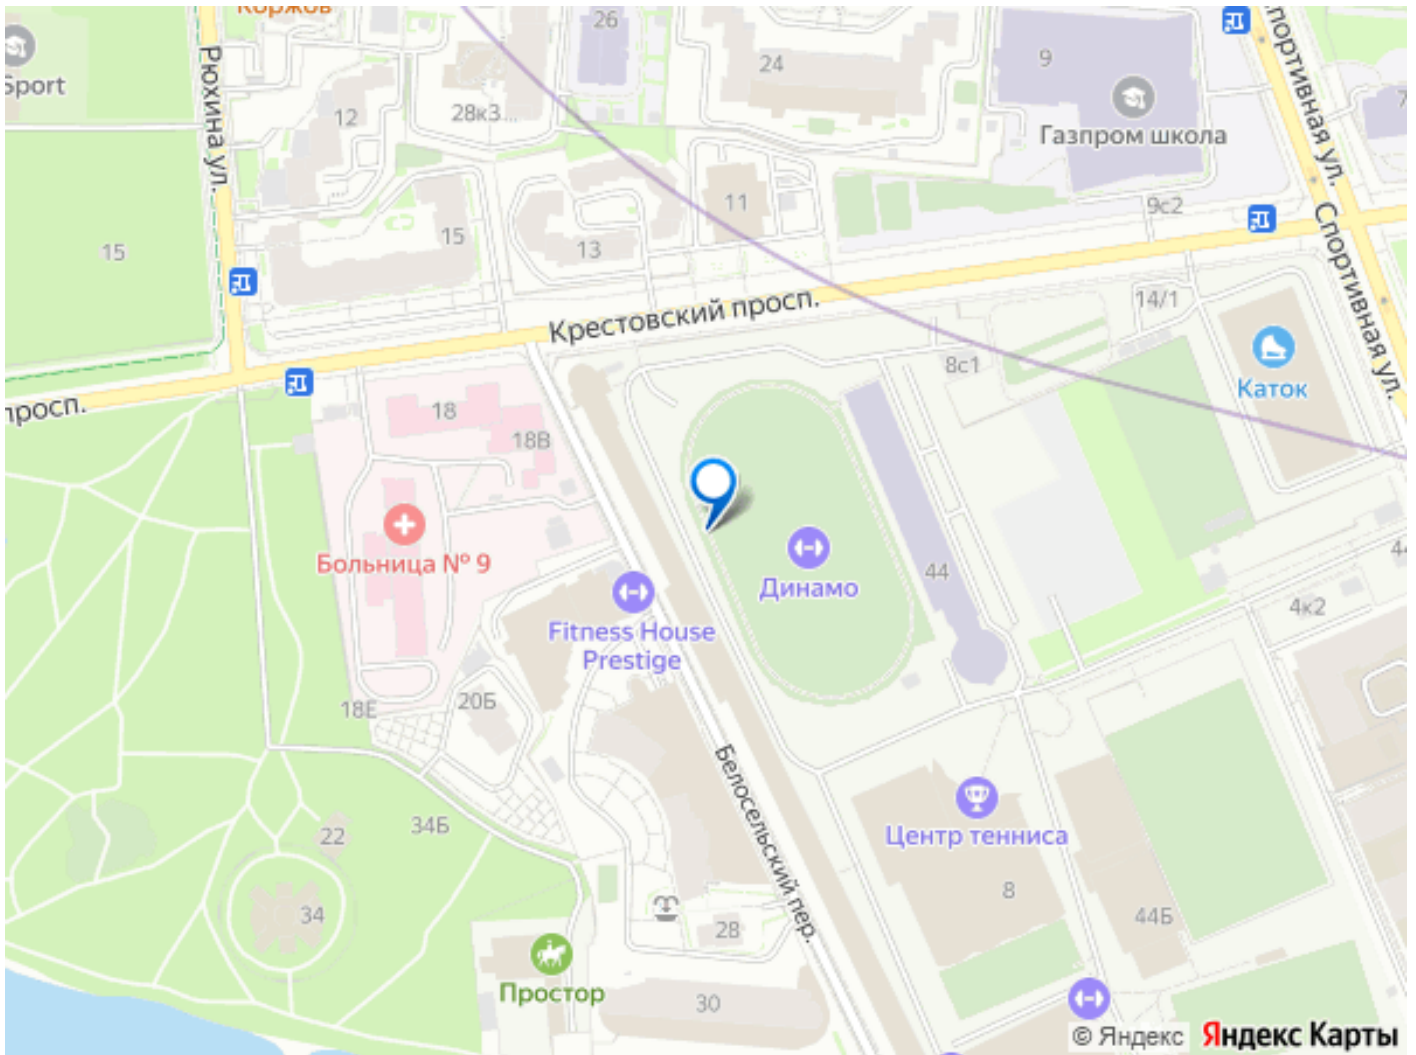 Коржов
26
24
9
Sport
12
28к3...
Газпром школа
7
Рюхина ул.
Спортивная ул.
Спортивная ул.
15
15
13
11
9с2
Крестовский просп.
14/1
8с1
Каток
просп.
18
18В
Больница № 9
Динамо
44
4к2
Fitness House
Prestige
18Е
20Б
Белосельский пер.
22
34Б
Центр тенниса
8
44Б
34
28
Простор
30
© Яндекс
Яндекс Карты